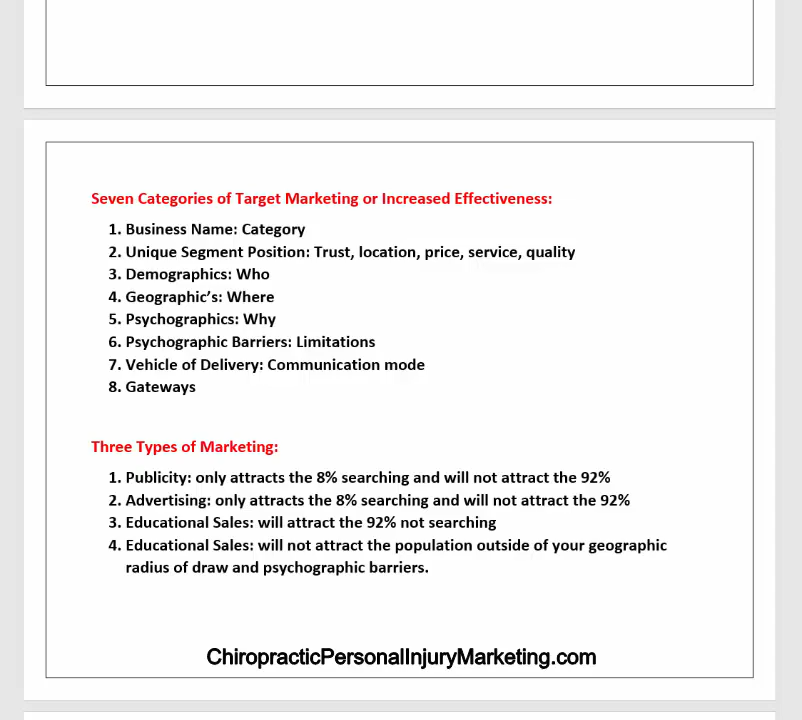 Seven Categories of Target Marketing or Increased Effectiveness:
1. Business Name: Category
2. Unique Segment Position: Trust, location, price, service, quality
3. Demographics: Who
4. Geographic’s: Where
5. Psychographics: Why
6. Psychographic Barriers: Limitations
7. Vehicle of Delivery: Communication mode
8. Gateways
Three Types of Marketing:
1. Publicity: only attracts the 8% searching and will not attract the 92%
2. Advertising: only attracts the 8% searching and will not attract the 92%
3. Educational Sales: will attract the 92% not searching
4. Educational Sales: will not attract the population outside of your geographic
radius of draw and psychographic barriers.
ChiropracticPersonalInjuryMarketing.com